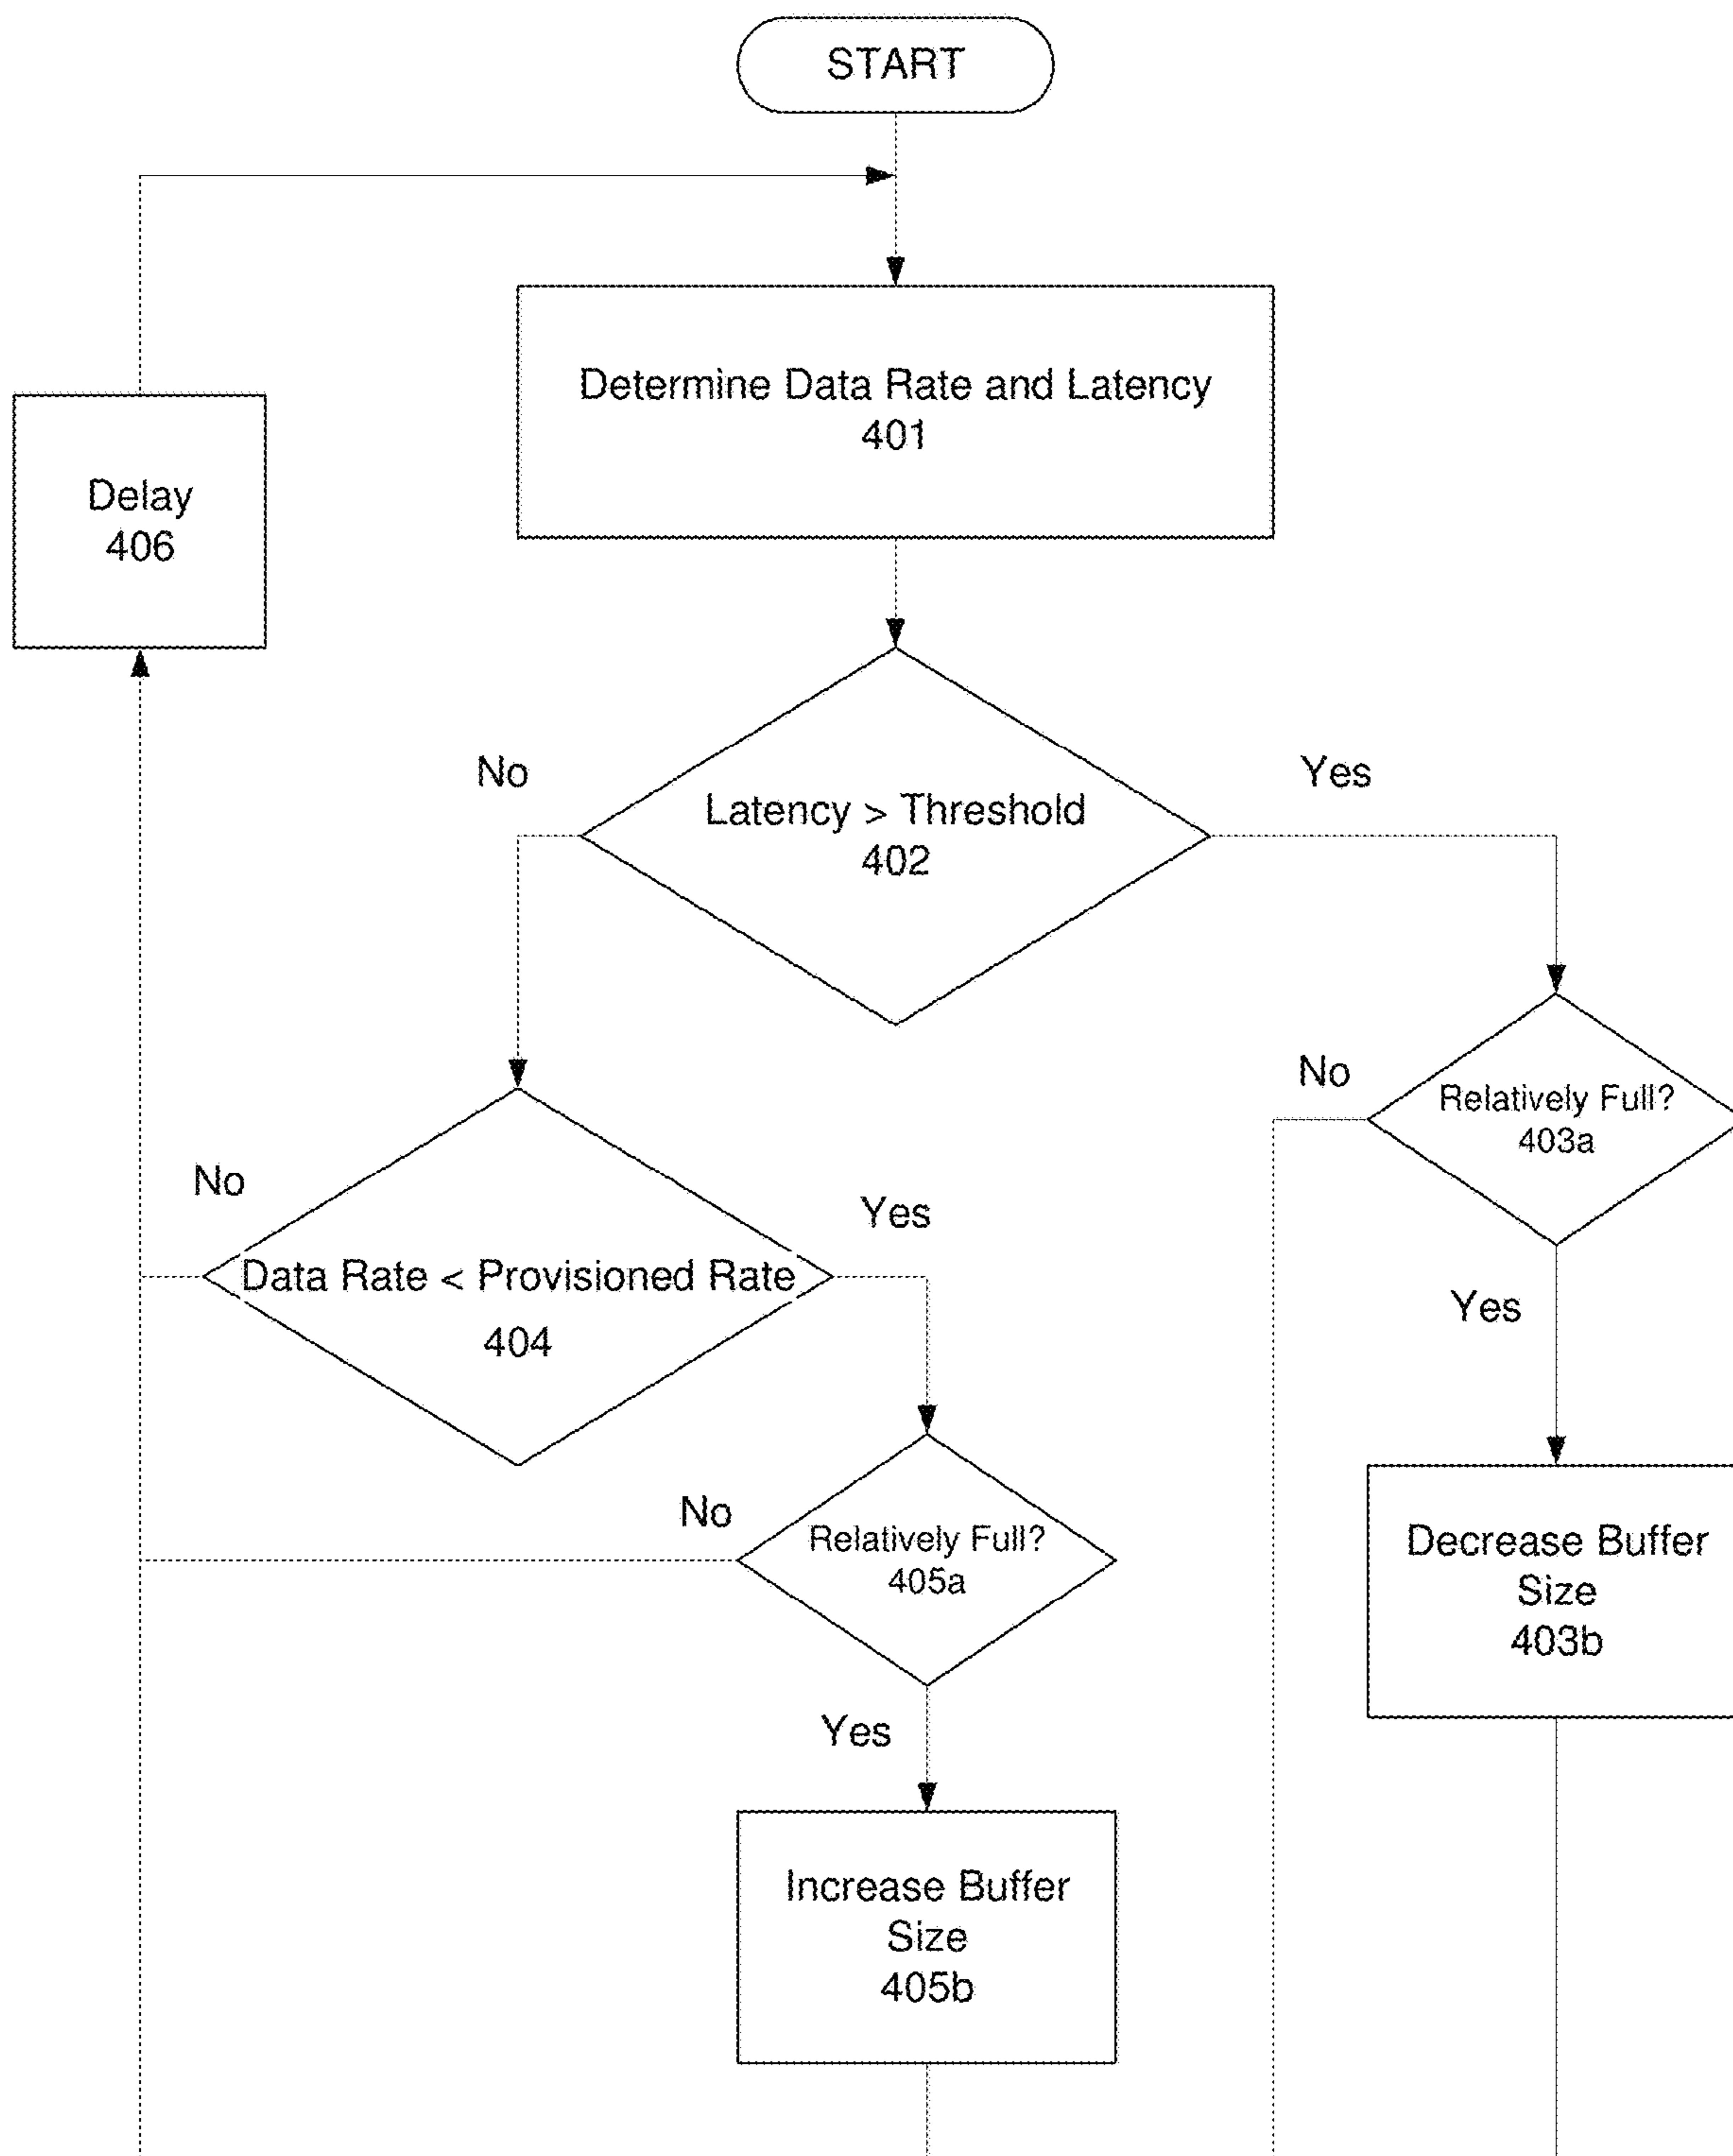 START
Determine Data Rate and Latency
401
Delay
406
No
Yes
Latency > Threshold
402
No
Relatively Full?
403a
No
Yes
Data Rate < Provisioned Rate
404
Yes
No
Relatively Full?
405a
Decrease Buffer
Size
403b
Yes
Increase Buffer
Size
405b